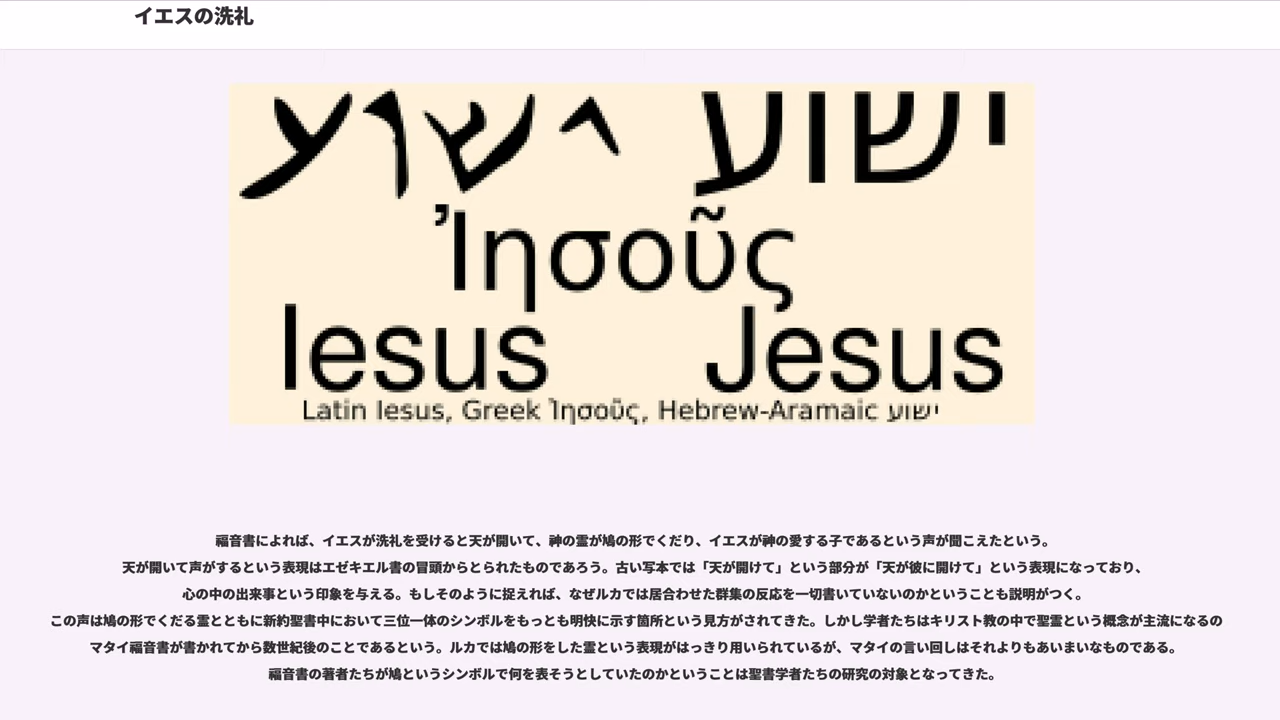 イエスの洗礼
ישוע ישוע
Ἰησοῦς
Iesus Jesus
Latin Iesus, Greek Ἰησοῦς, Hebrew-Aramaic ישוע
福音書によれば、イエスが洗礼を受けると天が開いて、神の霊が鳩の形でくだり、イエスが神の愛する子であるという声が聞こえたという。
天が開いて声がするという表現はエゼキエル書の冒頭からとられたものであろう。古い写本では「天が開けて」という部分が「天が彼に開けて」という表現になっており、
心の中の出来事という印象を与える。もしそのように捉えれば、なぜルカでは居合わせた群集の反応を一切書いていないのかということも説明がつく。
この声は鳩の形でくだる霊とともに新約聖書中において三位一体のシンボルをもっとも明快に示す箇所という見方がされてきた。しかし学者たちはキリスト教の中で聖霊という概念が主流になるの
マタイ福音書が書かれてから数世紀後のことであるという。ルカでは鳩の形をした霊という表現がはっきり用いられているが、マタイの言い回しはそれよりもあいまいなものである。
福音書の著者たちが鳩というシンボルで何を表そうとしていたのかということは聖書学者たちの研究の対象となってきた。